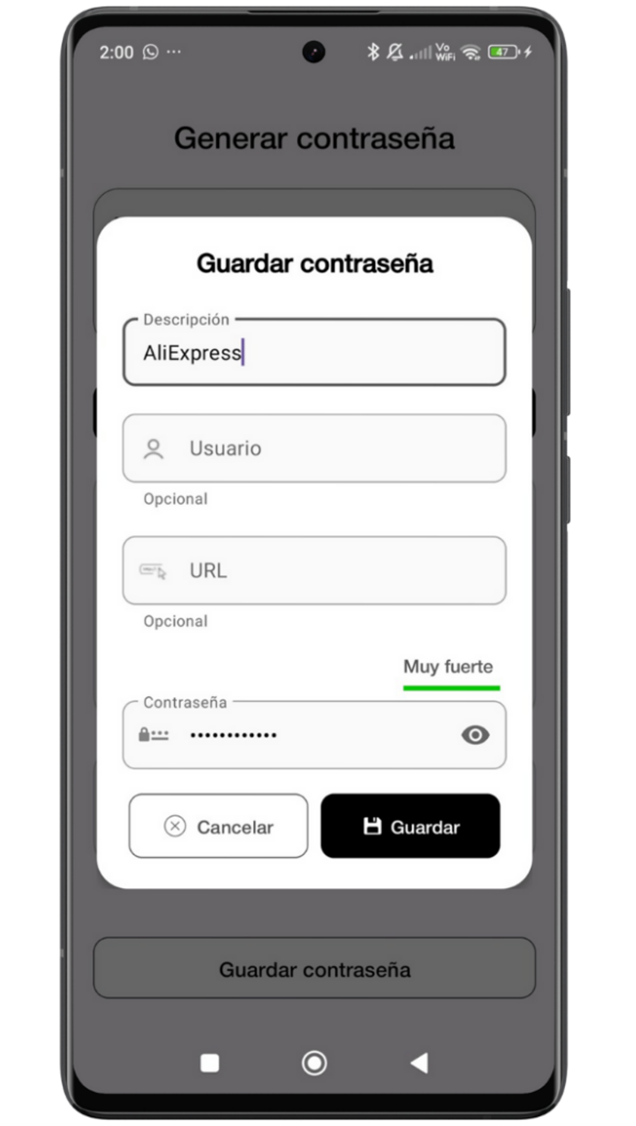 2:00
Vo
WiFi
47
Generar contraseña
Guardar contraseña
Descripción
AliExpress
Usuario
Opcional
URL
Opcional
Muy fuerte
Contraseña
••••••••••••
Cancelar
Guardar
Guardar contraseña